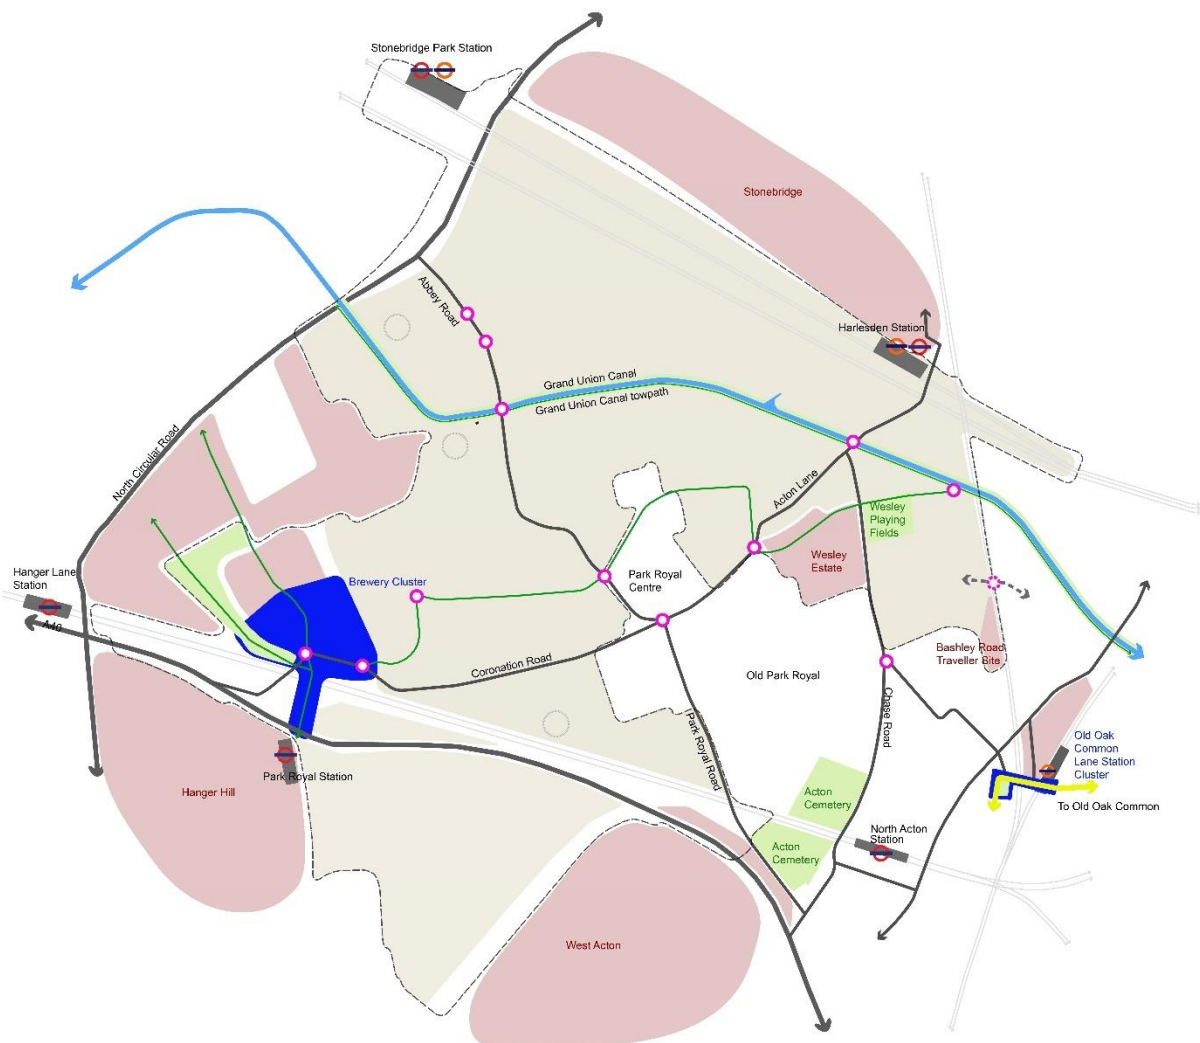 Stonebridge Park Station
Stonebridge
Abbey Road
Harlesden Station
Grand Union Canal
Grand Union Canal towpath
North Circular Road
Acton Lane
Wesley
Playing
Fields
Wesley
Estate
Hanger Lane
Station
A40
Brewery Cluster
Park Royal
Centre
Coronation Road
Old Park Royal
Bashley Road
Traveller Site
Chase Road
Park Royal Road
Old Oak
Common
Lane Station
Cluster
Park Royal Station
Hanger Hill
Acton
Cemetery
To Old Oak Common
North Acton
Station
Acton
Cemetery
West Acton